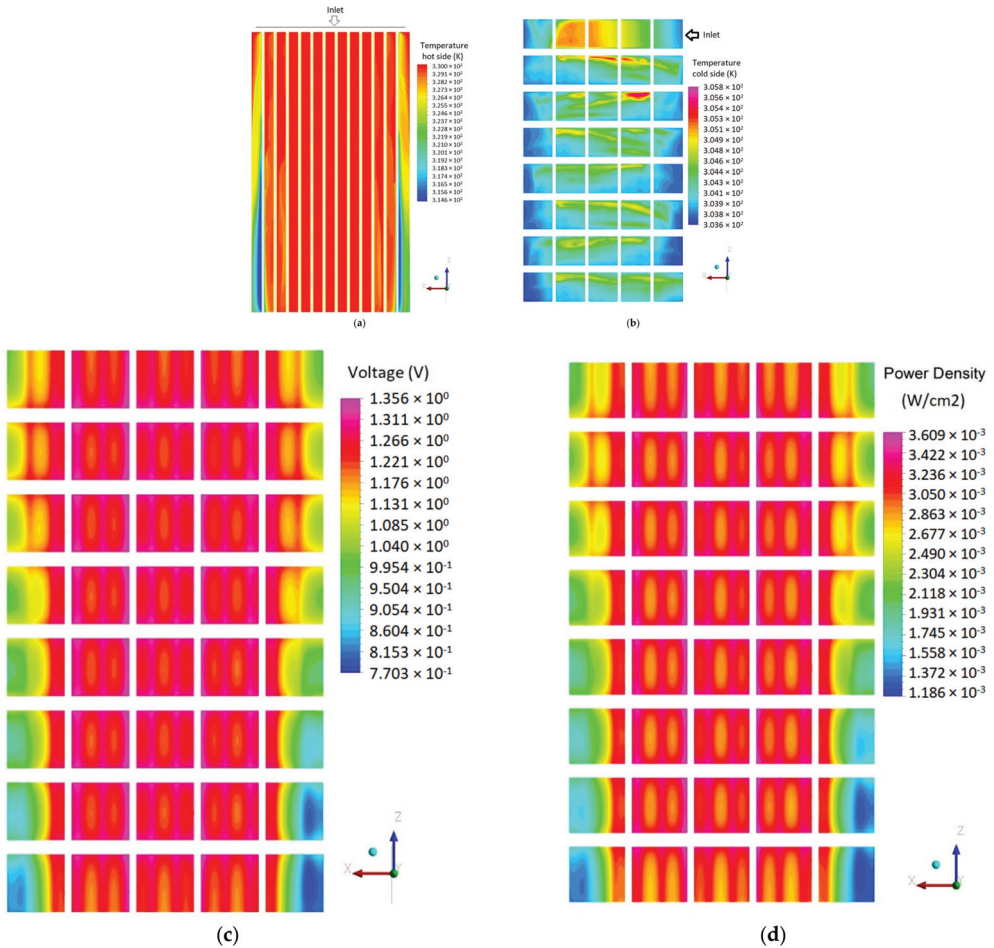 Inlet
Temperature
hot side (K)
3.300 × 10²
3.291 × 10²
3.282 × 10²
3.273 × 10²
3.264 × 10²
3.255 × 10²
3.246 × 10²
3.237 × 10²
3.228 × 10²
3.219 × 10²
3.210 × 10²
3.201 × 10²
3.192 × 10²
3.183 × 10²
3.174 × 10²
3.165 × 10²
3.156 × 10²
3.146 × 10²
Z
X
Y
(a)
Inlet
Temperature
cold side (K)
3.058 × 10²
3.056 × 10²
3.054 × 10²
3.053 × 10²
3.051 × 10²
3.049 × 10²
3.048 × 10²
3.046 × 10²
3.044 × 10²
3.042 × 10²
3.041 × 10²
3.039 × 10²
3.038 × 10²
3.036 × 10²
Z
X
(b)
Voltage (V)
1.356 × 10⁰
1.311 × 10⁰
1.266 × 10⁰
1.221 × 10⁰
1.176 × 10⁰
1.131 × 10⁰
1.085 × 10⁰
1.040 × 10⁰
9.954 × 10⁻¹
9.504 × 10⁻¹
9.054 × 10⁻¹
8.604 × 10⁻¹
8.153 × 10⁻¹
7.703 × 10⁻¹
Z
X
Y
(c)
Power Density
(W/cm2)
3.609 × 10⁻³
3.422 × 10⁻³
3.236 × 10⁻³
3.050 × 10⁻³
2.863 × 10⁻³
2.677 × 10⁻³
2.490 × 10⁻³
2.304 × 10⁻³
2.118 × 10⁻³
1.931 × 10⁻³
1.745 × 10⁻³
1.558 × 10⁻³
1.372 × 10⁻³
1.186 × 10⁻³
Z
X
Y
(d)